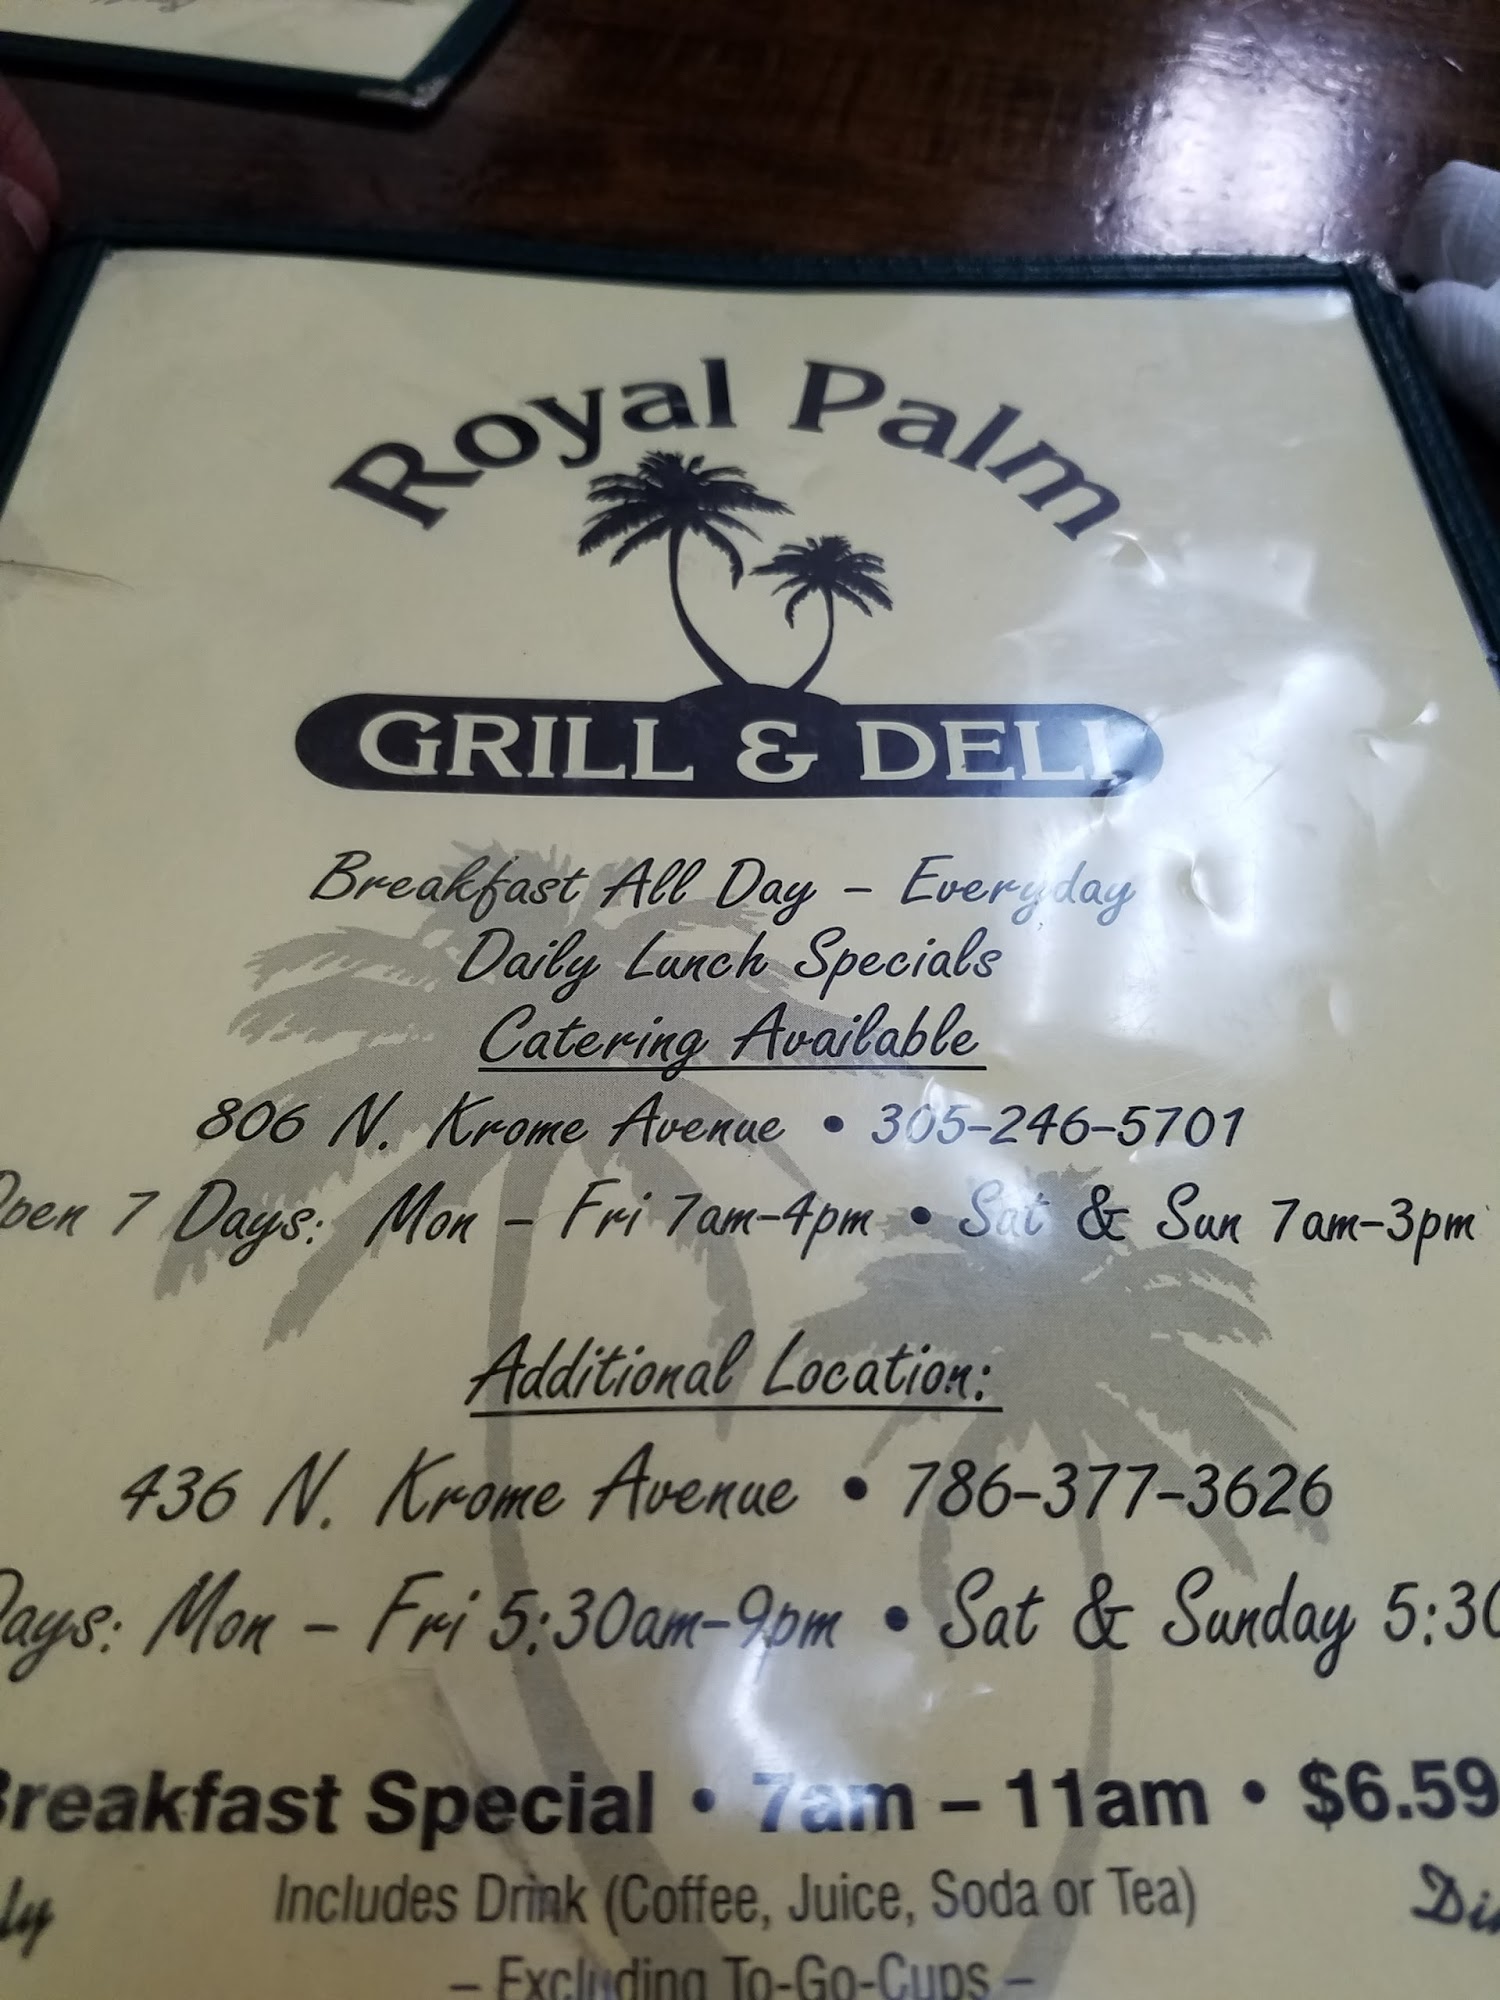 Royal Palm
GRILL & DELI
Breakfast All Day – Everyday
Daily Lunch Specials
Catering Available
806 N. Krome Avenue • 305-246-5701
Open 7 Days: Mon – Fri 7am-4pm • Sat & Sun 7am-3pm
Additional Location:
436 N. Krome Avenue • 786-377-3626
Days: Mon – Fri 5:30am-9pm • Sat & Sunday 5:30
Breakfast Special • 7am – 11am • $6.59
Includes Drink (Coffee, Juice, Soda or Tea)
– Excluding To-Go-Cups –